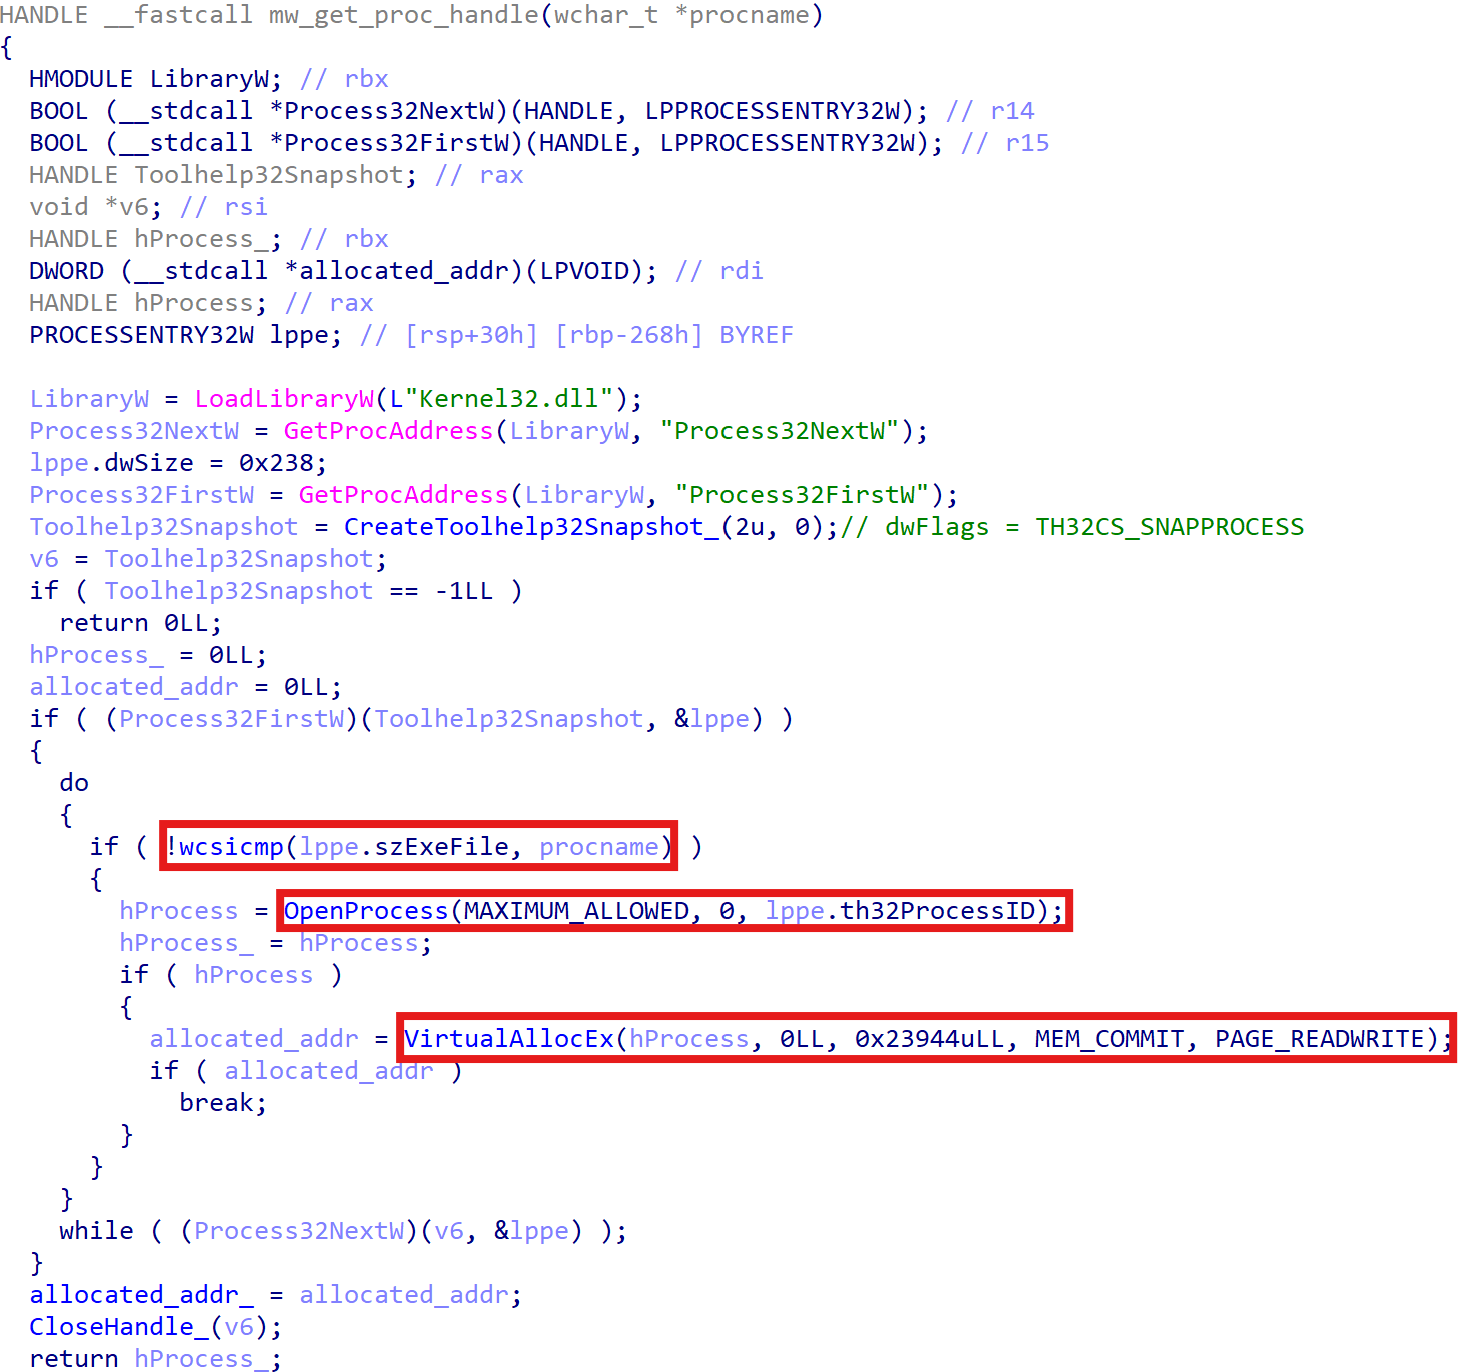 HANDLE __fastcall mw_get_proc_handle(wchar_t *procname)
{
  HMODULE LibraryW; // rbx
  BOOL (__stdcall *Process32NextW)(HANDLE, LPPROCESSENTRY32W); // r14
  BOOL (__stdcall *Process32FirstW)(HANDLE, LPPROCESSENTRY32W); // r15
  HANDLE Toolhelp32Snapshot; // rax
  void *v6; // rsi
  HANDLE hProcess_; // rbx
  DWORD (__stdcall *allocated_addr)(LPVOID); // rdi
  HANDLE hProcess; // rax
  PROCESSENTRY32W lppe; // [rsp+30h] [rbp-268h] BYREF

  LibraryW = LoadLibraryW(L"Kernel32.dll");
  Process32NextW = GetProcAddress(LibraryW, "Process32NextW");
  lppe.dwSize = 0x238;
  Process32FirstW = GetProcAddress(LibraryW, "Process32FirstW");
  Toolhelp32Snapshot = CreateToolhelp32Snapshot_(2u, 0);// dwFlags = TH32CS_SNAPPROCESS
  v6 = Toolhelp32Snapshot;
  if ( Toolhelp32Snapshot == -1LL )
    return 0LL;
  hProcess_ = 0LL;
  allocated_addr = 0LL;
  if ( (Process32FirstW)(Toolhelp32Snapshot, &lppe) )
  {
    do
    {
      if ( !wcsicmp(lppe.szExeFile, procname) )
      {
        hProcess = OpenProcess(MAXIMUM_ALLOWED, 0, lppe.th32ProcessID);
        hProcess_ = hProcess;
        if ( hProcess )
        {
          allocated_addr = VirtualAllocEx(hProcess, 0LL, 0x23944uLL, MEM_COMMIT, PAGE_READWRITE);
          if ( allocated_addr )
            break;
        }
      }
    }
    while ( (Process32NextW)(v6, &lppe) );
  }
  allocated_addr_ = allocated_addr;
  CloseHandle_(v6);
  return hProcess_;